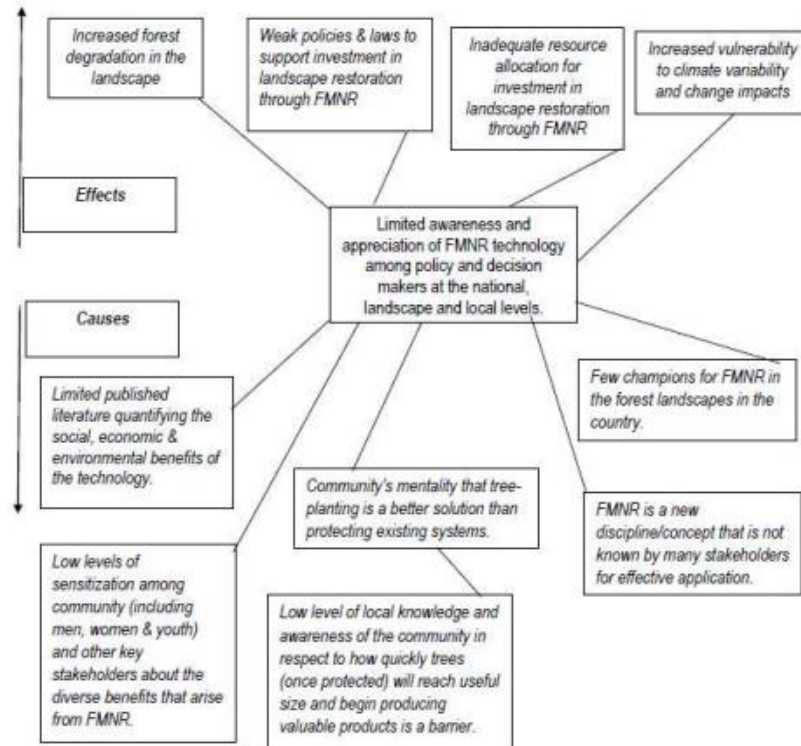 Increased forest
degradation in the
landscape
Weak policies & laws to
support investment in
landscape restoration
through FMNR
Inadequate resource
allocation for
investment in
landscape restoration
through FMNR
Increased vulnerability
to climate variability
and change impacts
Effects
Limited awareness and
appreciation of FMNR technology
among policy and decision
makers at the national,
landscape and local levels.
Causes
Limited published
literature quantifying the
social, economic &
environmental benefits of
the technology.
Few champions for FMNR in
the forest landscapes in the
country.
Community's mentality that tree-
planting is a better solution than
protecting existing systems.
FMNR is a new
discipline/concept that is not
known by many stakeholders
for effective application.
Low levels of
sensitization among
community (including
men, women & youth)
and other key
stakeholders about the
diverse benefits that arise
from FMNR.
Low level of local knowledge and
awareness of the community in
respect to how quickly trees
(once protected) will reach useful
size and begin producing
valuable products is a barrier.